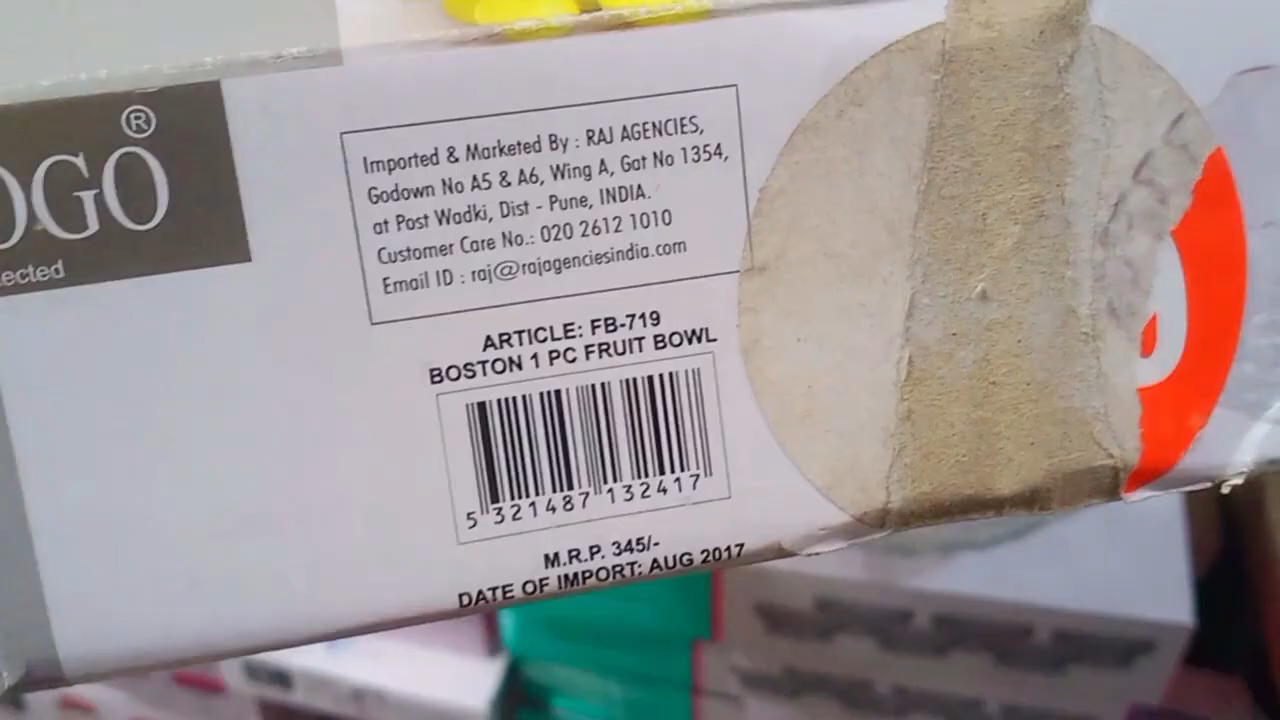 OGO
®
ected
Imported & Marketed By : RAJ AGENCIES,
Godown No A5 & A6, Wing A, Gat No 1354,
at Post Wadki, Dist - Pune, INDIA.
Customer Care No.: 020 2612 1010
Email ID : raj@rajagenciesindia.com
ARTICLE: FB-719
BOSTON 1 PC FRUIT BOWL
5 321487 132417
M.R.P. 345/-
DATE OF IMPORT: AUG 2017